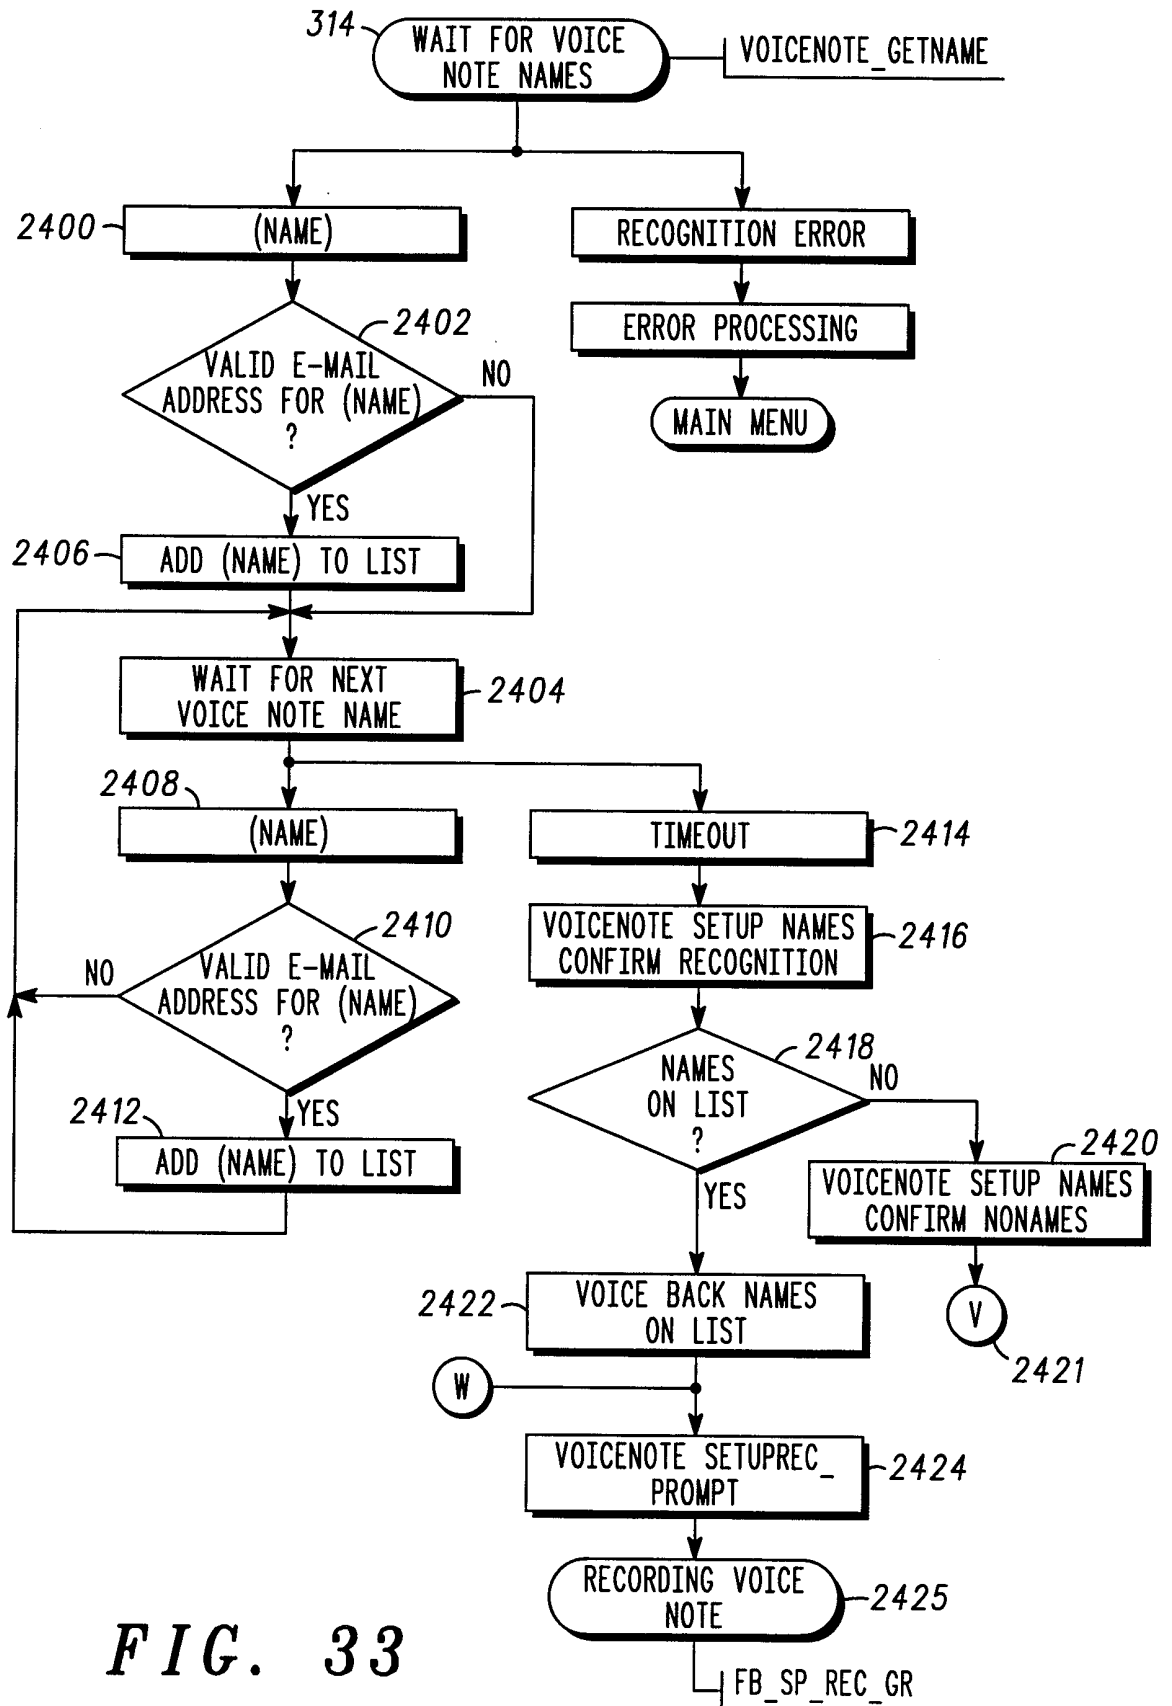 314
WAIT FOR VOICE
NOTE NAMES
VOICENOTE_GETNAME
2400
(NAME)
RECOGNITION ERROR
ERROR PROCESSING
MAIN MENU
2402
VALID E-MAIL
ADDRESS FOR (NAME)
?
NO
YES
2406
ADD (NAME) TO LIST
WAIT FOR NEXT
VOICE NOTE NAME
2404
2408
(NAME)
TIMEOUT
2414
VOICENOTE SETUP NAMES
CONFIRM RECOGNITION
2416
2410
VALID E-MAIL
ADDRESS FOR (NAME)
?
NO
YES
2412
ADD (NAME) TO LIST
2418
NAMES
ON LIST
?
NO
YES
2420
VOICENOTE SETUP NAMES
CONFIRM NONAMES
V
2421
2422
VOICE BACK NAMES
ON LIST
W
VOICENOTE SETUPREC_
PROMPT
2424
RECORDING VOICE
NOTE
2425
FB_SP_REC_GR
FIG. 33